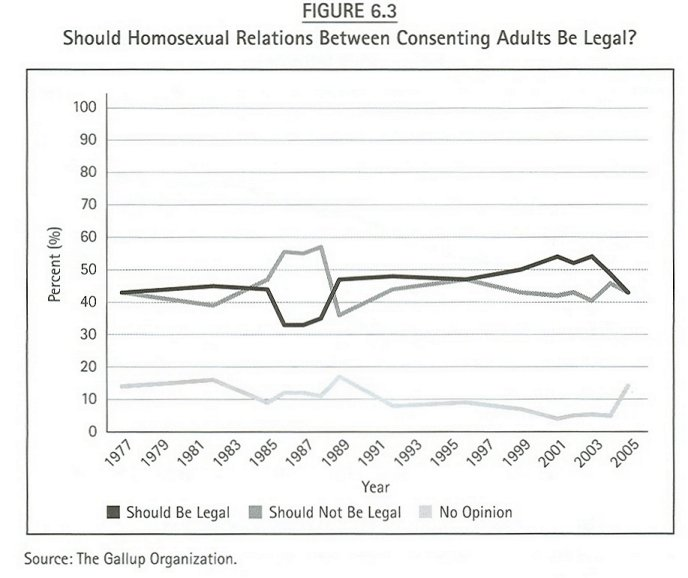 FIGURE 6.3
Should Homosexual Relations Between Consenting Adults Be Legal?
100
90
80
70
60
50
40
30
20
10
0
Percent (%)
1977 1979 1981 1983 1985 1987 1989 1991 1993 1995 1997 1999 2001 2003 2005
Year
Should Be Legal Should Not Be Legal No Opinion
Source: The Gallup Organization.